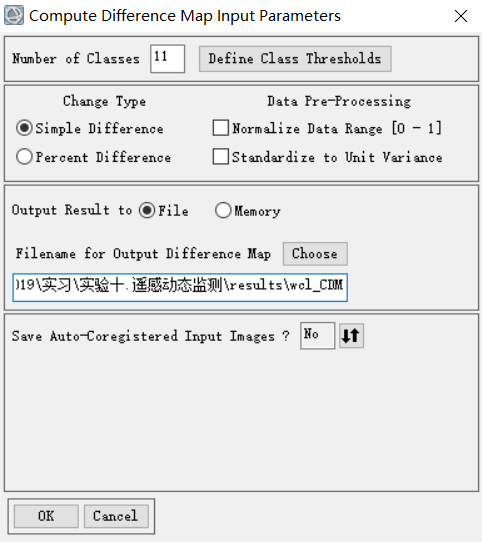 Compute Difference Map Input Parameters
Number of Classes 11 Define Class Thresholds
Change Type Data Pre-Processing
Simple Difference Normalize Data Range [0 - 1]
Percent Difference Standardize to Unit Variance
Output Result to File Memory
Filename for Output Difference Map Choose
019\实习\实验十.遥感动态监测\results\wcl_CDM
Save Auto-Coregistered Input Images ? No
OK Cancel